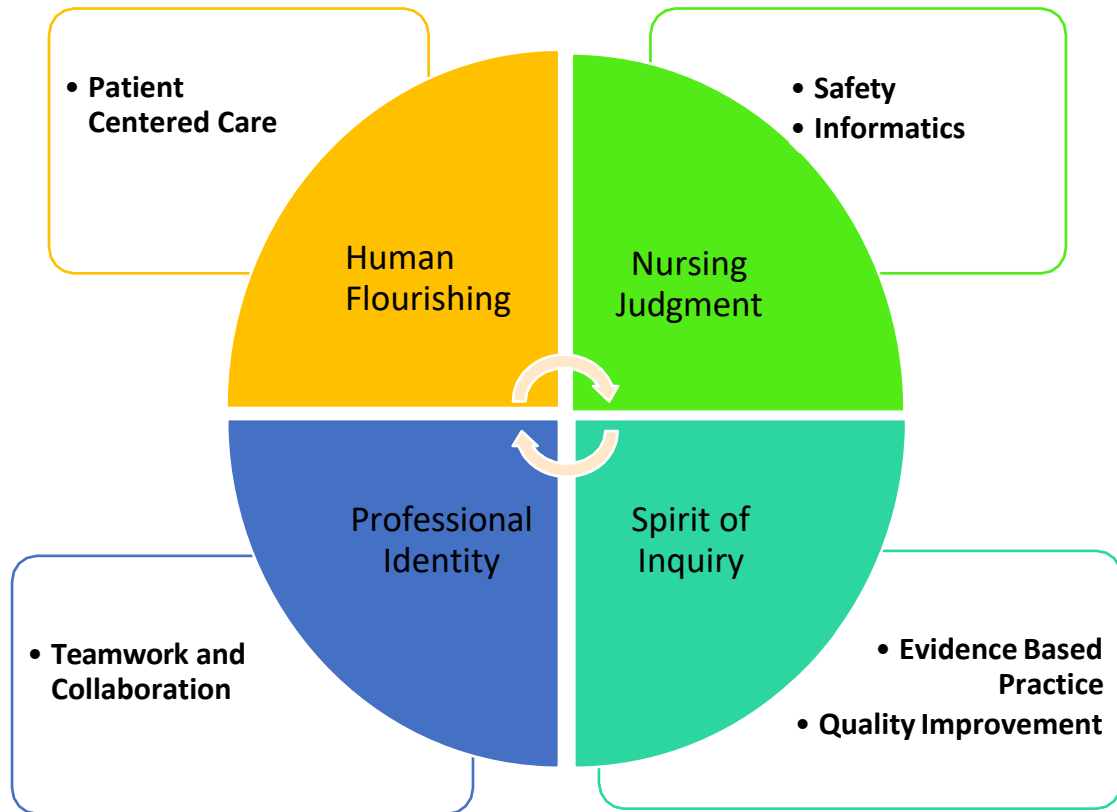 • Patient
Centered Care
• Safety
• Informatics
Human
Flourishing
Nursing
Judgment
Professional
Identity
Spirit of
Inquiry
• Teamwork and
Collaboration
• Evidence Based
Practice
• Quality Improvement